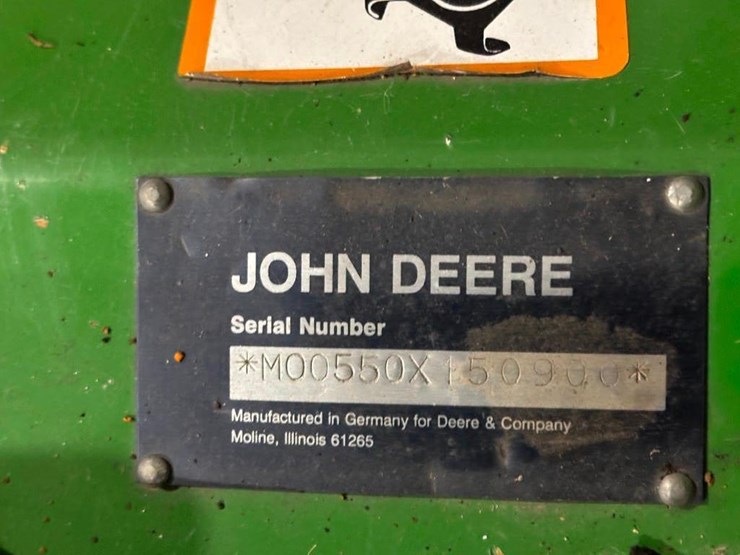 JOHN DEERE
Serial Number
*M00550X150900*
Manufactured in Germany for Deere & Company
Moline, Illinois 61265